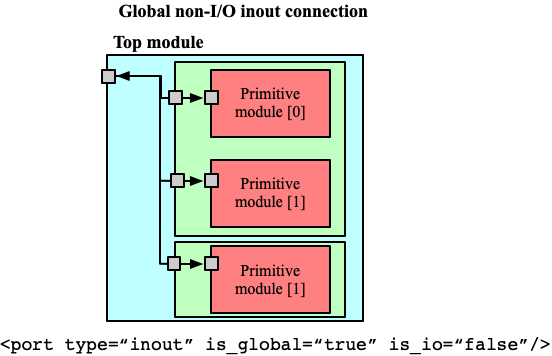 Global non-I/O inout connection
Top module
Primitive
module [0]
Primitive
module [1]
Primitive
module [1]
<port type=“inout” is_global=“true” is_io=“false”/>